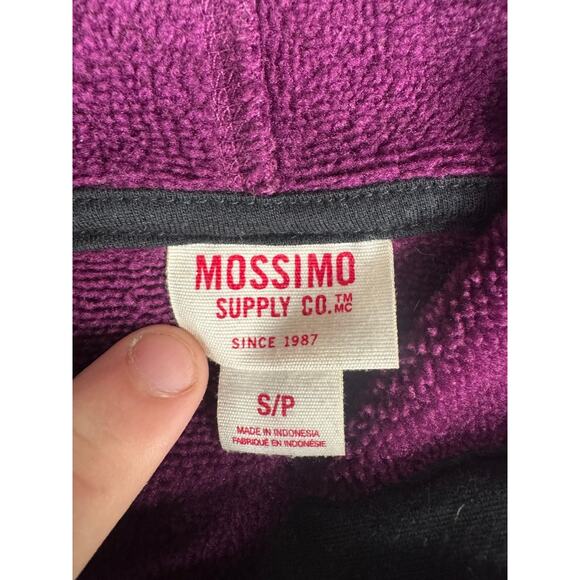 MOSSIMO
SUPPLY CO.™ MC
SINCE 1987
S/P
MADE IN INDONESIA
FABRIQUÉ EN INDONÉSIE